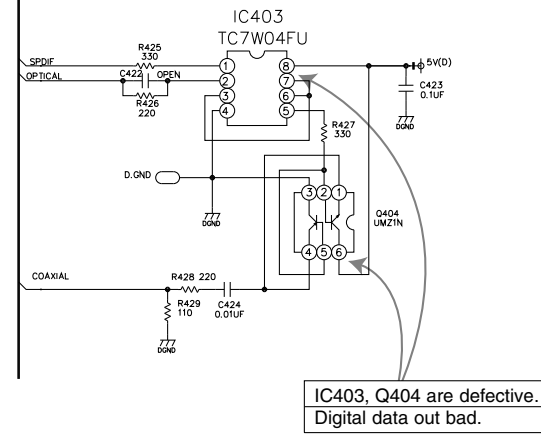 IC403
TC7W04FU
SPDIF
R425
330
1
8
5V(D)
OPTICAL
C422
OPEN
2
7
R426
220
3
6
C423
0.1UF
4
5
DGND
R427
330
D.GND
DGND
3
2
1
Q404
UMZ1N
4
5
6
COAXIAL
R428 220
R429
110
C424
0.01UF
DGND
IC403, Q404 are defective.
Digital data out bad.